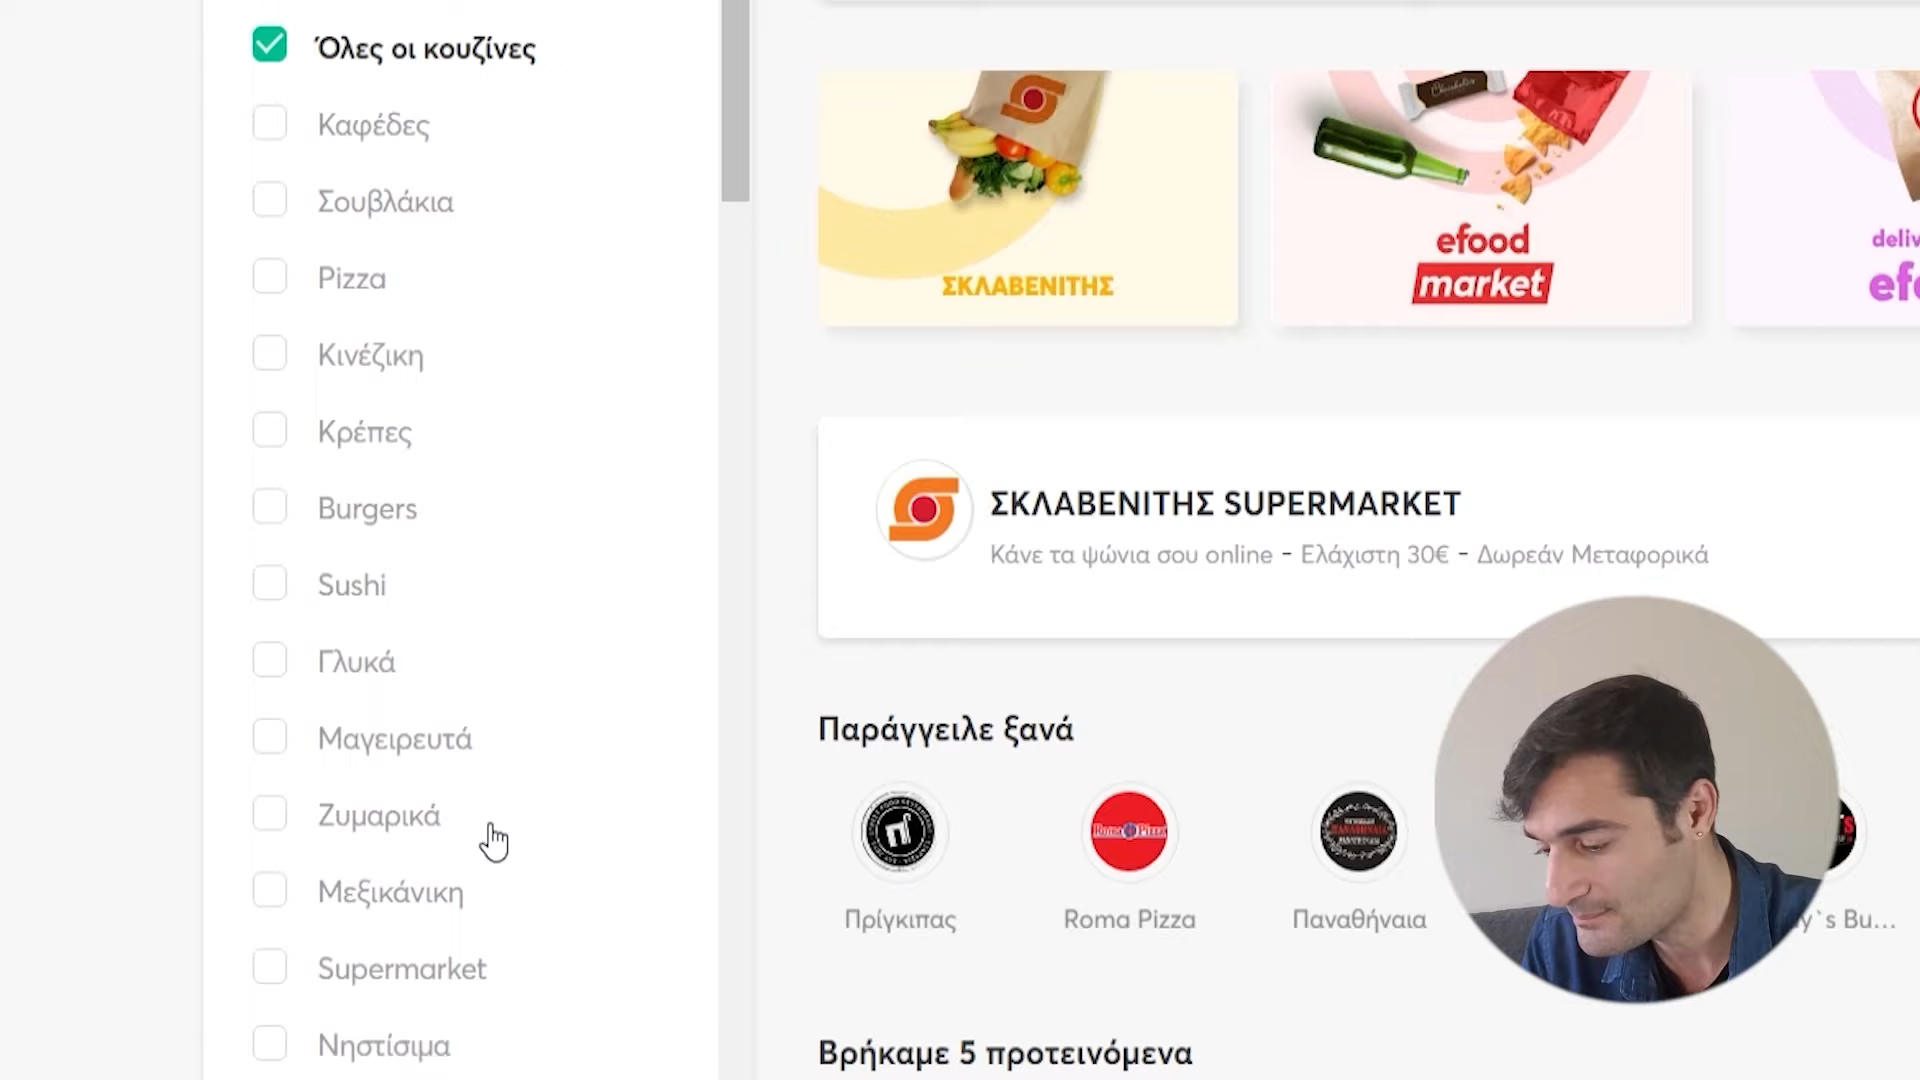 Όλες οι κουζίνες
Καφέδες
Σουβλάκια
Pizza
Κινέζικη
Κρέπες
Burgers
Sushi
Γλυκά
Μαγειρευτά
Ζυμαρικά
Μεξικάνικη
Supermarket
Νηστίσιμα
ΣΚΛΑΒΕΝΙΤΗΣ
efood
market
ΣΚΛΑΒΕΝΙΤΗΣ SUPERMARKET
Κάνε τα ψώνια σου online - Ελάχιστη 30€ - Δωρεάν Μεταφορικά
Παράγγειλε ξανά
Roma Pizza
Πρίγκιπας
Roma Pizza
Παναθήναια
Βρήκαμε 5 προτεινόμενα